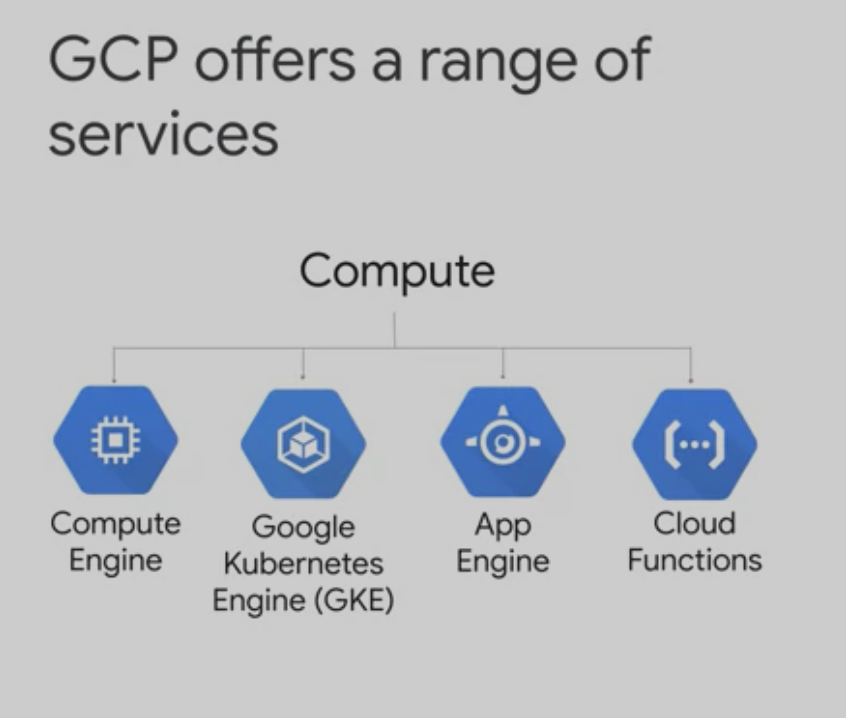 GCP offers a range of
services
Compute
Compute
Engine
Google
Kubernetes
Engine (GKE)
App
Engine
Cloud
Functions